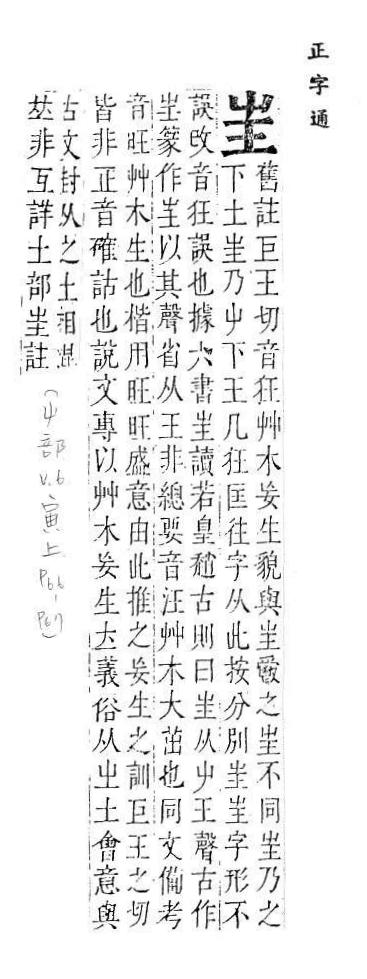 正字通
𡴞
舊註巨王切音狂艸木妄生貌與㞷 之㞷不同㞷乃之
下土㞷乃屮下王凡狂匡往字从此按分別㞷㞷字形不
誤改音狂誤也據六書㞷讀若皇稽古則曰㞷从屮王聲古作
㞷篆作㞷以其聲省从王非總要音汪艸木大茁也同文備考
音旺艸木生也楷用旺旺盛意由此推之妄生之訓巨王之切
皆非正音確詁也說文專以艸木妄生 義俗从㞢土會意與
古文封从之土相混
 非互詳土部㞷註
(屮部 v.6、寅上、P66-P67)